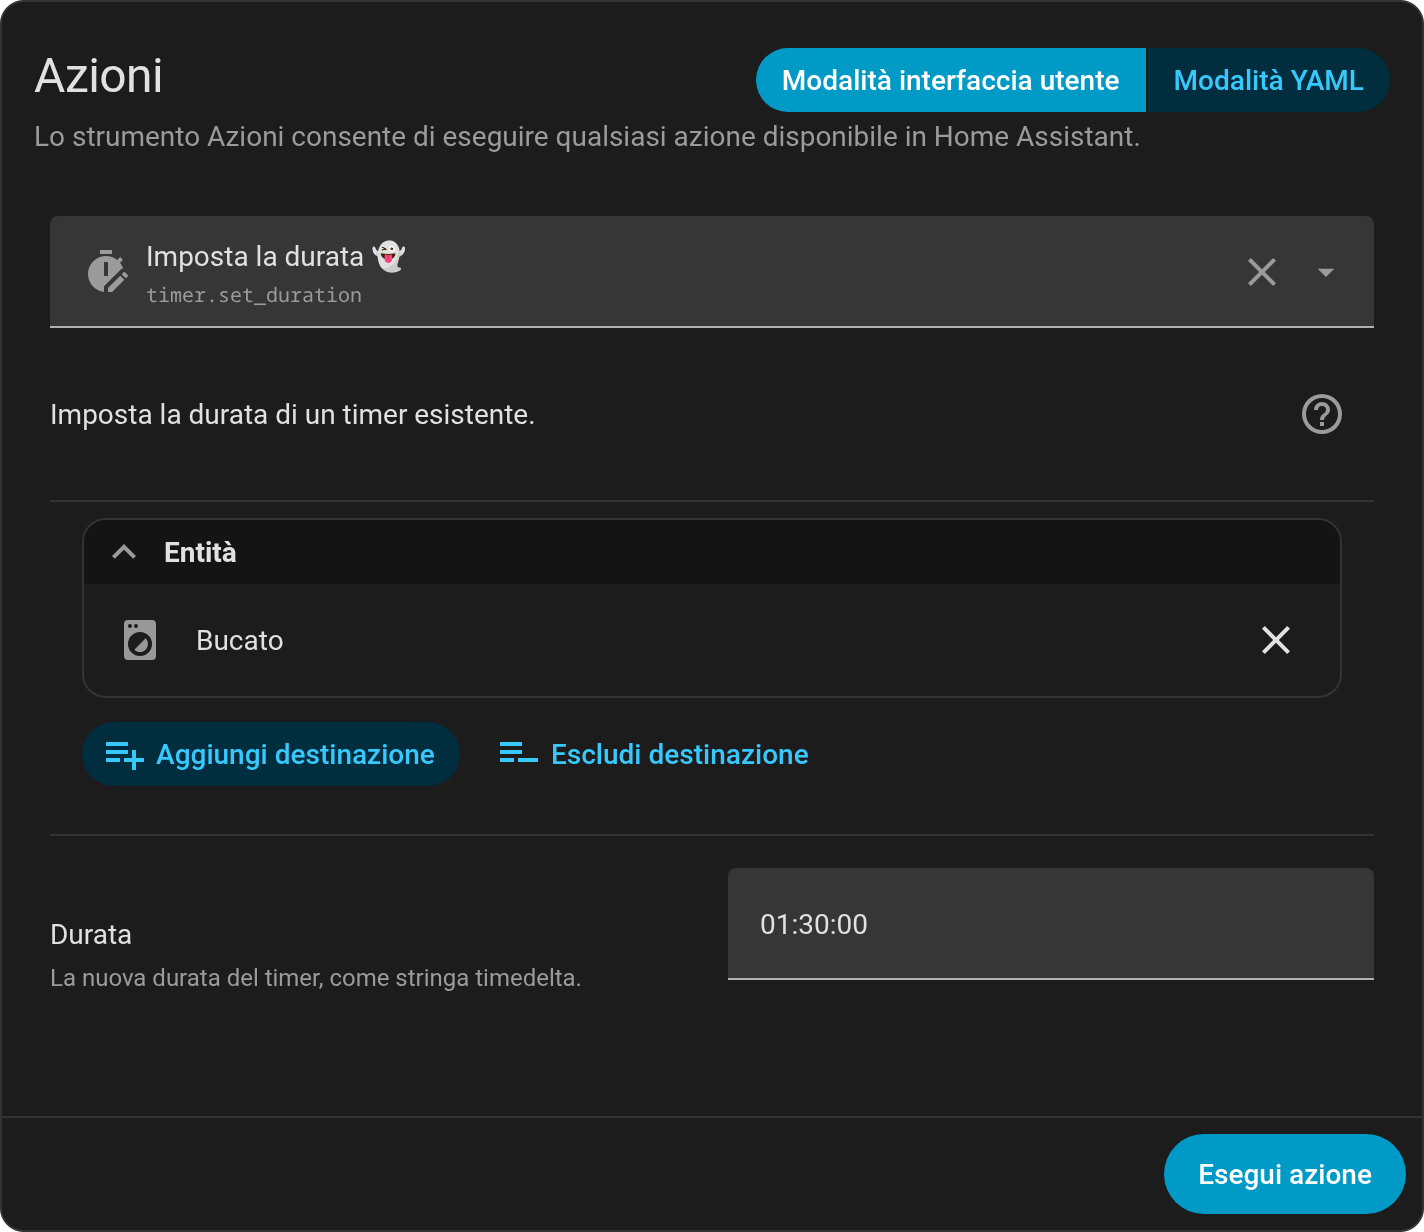 Azioni
Modalità interfaccia utente
Modalità YAML
Lo strumento Azioni consente di eseguire qualsiasi azione disponibile in Home Assistant.
Imposta la durata 👻
timer.set_duration
Imposta la durata di un timer esistente.
Entità
Bucato
Aggiungi destinazione
Escludi destinazione
Durata
La nuova durata del timer, come stringa timedelta.
01:30:00
Esegui azione